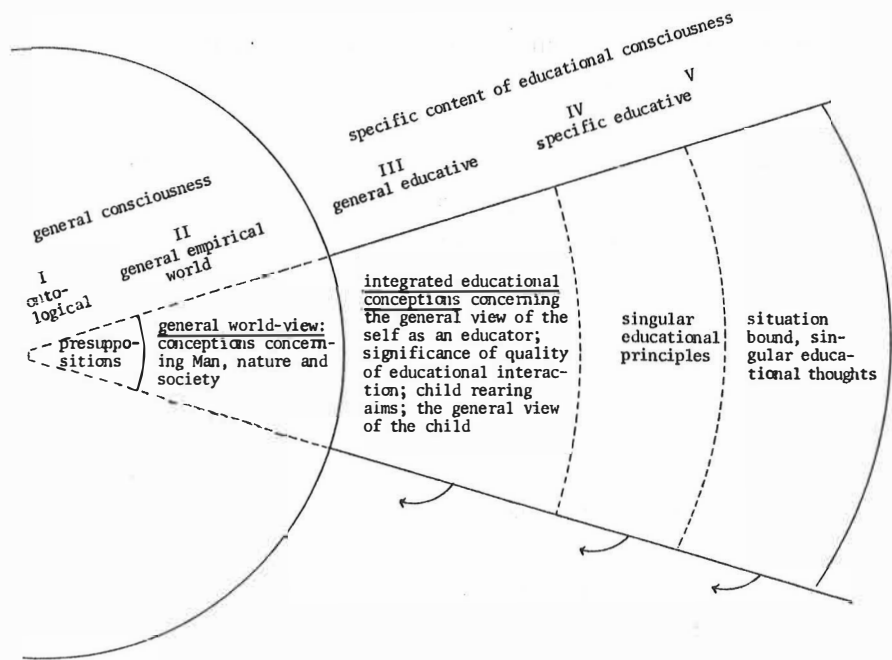 specific content of educational consciousness
V
IV
specific educative
III
general educative
general consciousness
II
general empirical
world
I
onto-
logical
presuppo-
sitions
general world-view:
conceptions concern-
ing Man, nature and
society
integrated educational
conceptions concerning
the general view of the
self as an educator;
significance of quality
of educational interac-
tion; child rearing
aims; the general view
of the child
singular
educational
principles
situation
bound, sin-
gular educa-
tional thoughts